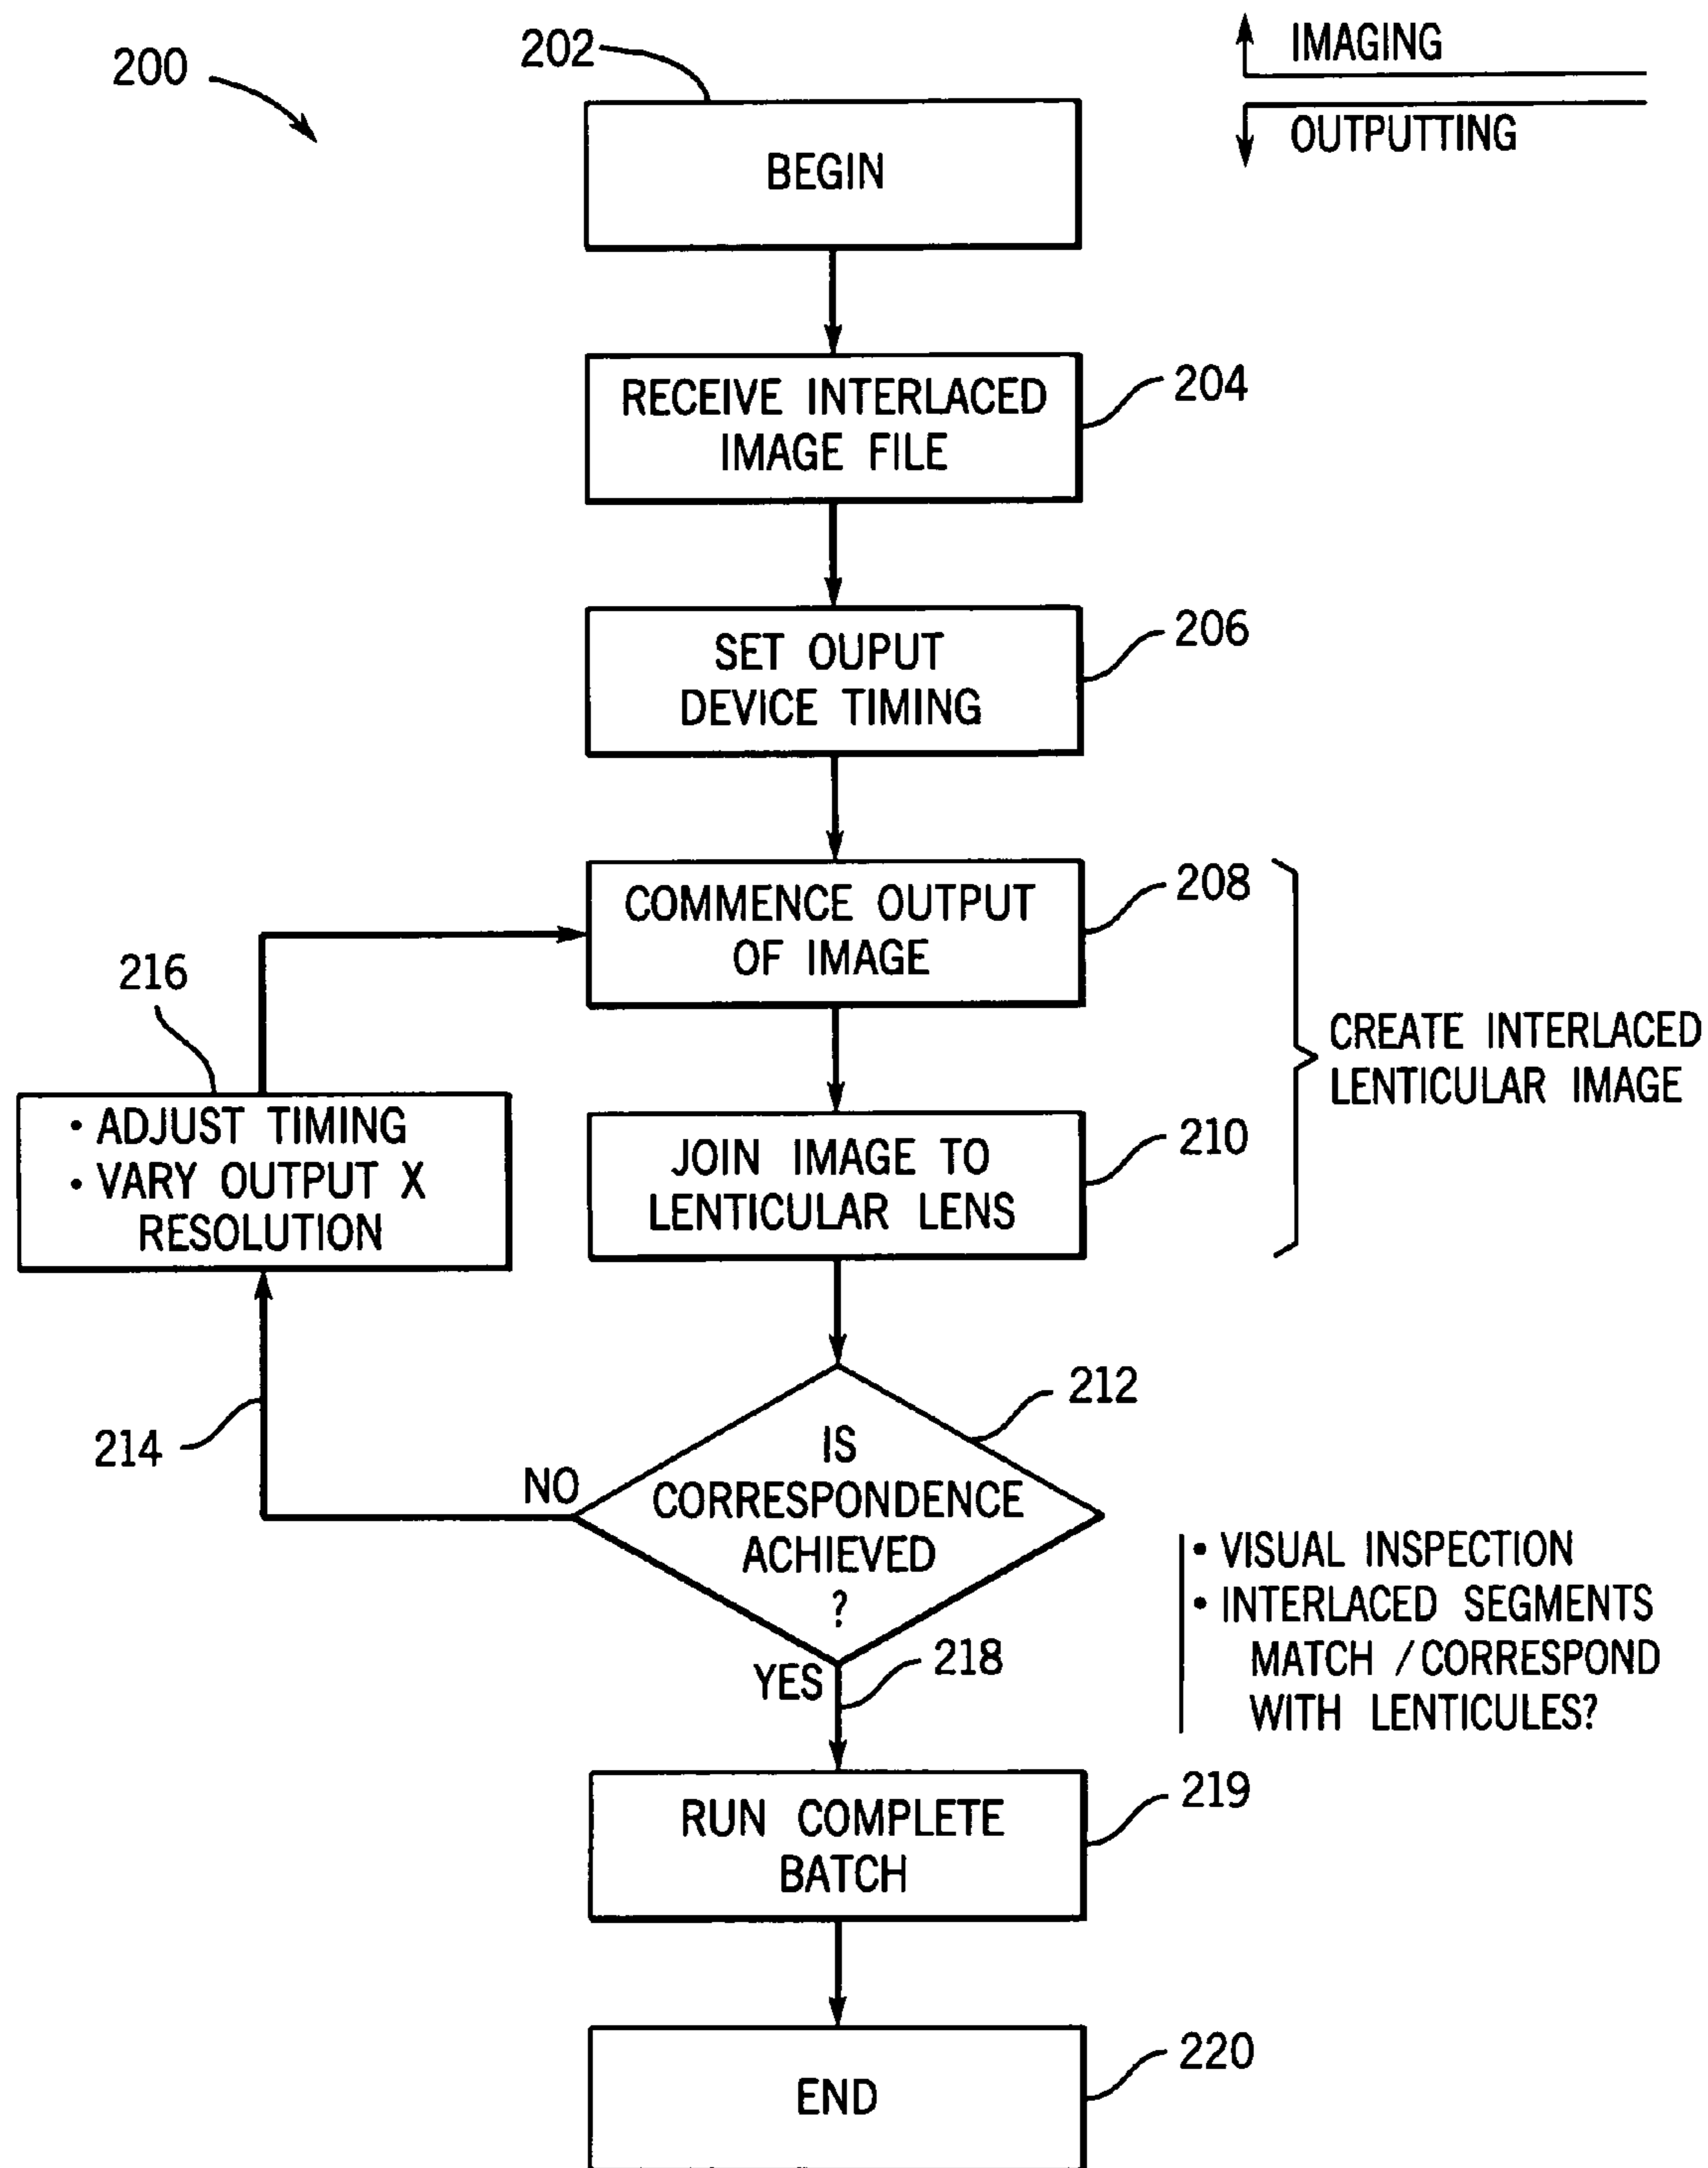 200
202
IMAGING
OUTPUTTING
BEGIN
RECEIVE INTERLACED
IMAGE FILE
204
SET OUPUT
DEVICE TIMING
206
COMMENCE OUTPUT
OF IMAGE
208
216
• ADJUST TIMING
• VARY OUTPUT X
RESOLUTION
JOIN IMAGE TO
LENTICULAR LENS
210
CREATE INTERLACED
LENTICULAR IMAGE
214
NO
IS
CORRESPONDENCE
ACHIEVED
?
212
• VISUAL INSPECTION
• INTERLACED SEGMENTS
MATCH / CORRESPOND
WITH LENTICULES?
YES
218
RUN COMPLETE
BATCH
219
END
220